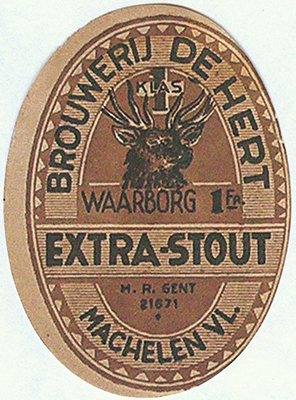 BROUWERIJ DE HERT
1
KLAS
WAARBORG 1 Fr.
EXTRA-STOUT
H. R. GENT
21671
MACHELEN VL.